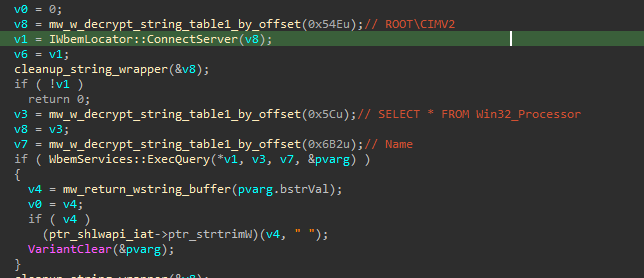 v0 = 0;
v8 = mw_w_decrypt_string_table1_by_offset(0x54Eu);// ROOT\CIMV2
v1 = IWbemLocator::ConnectServer(v8);
v6 = v1;
cleanup_string_wrapper(&v8);
if ( !v1 )
return 0;
v3 = mw_w_decrypt_string_table1_by_offset(0x5Cu);// SELECT * FROM Win32_Processor
v8 = v3;
v7 = mw_w_decrypt_string_table1_by_offset(0x6B2u);// Name
if ( WbemServices::ExecQuery(*v1, v3, v7, &pvarg) )
{
v4 = mw_return_wstring_buffer(pvarg.bstrVal);
v0 = v4;
if ( v4 )
(ptr_shlwapi_iat->ptr_strtrimW)(v4, " ");
VariantClear(&pvarg);
}
cleanup_string_wrapper(&v8);